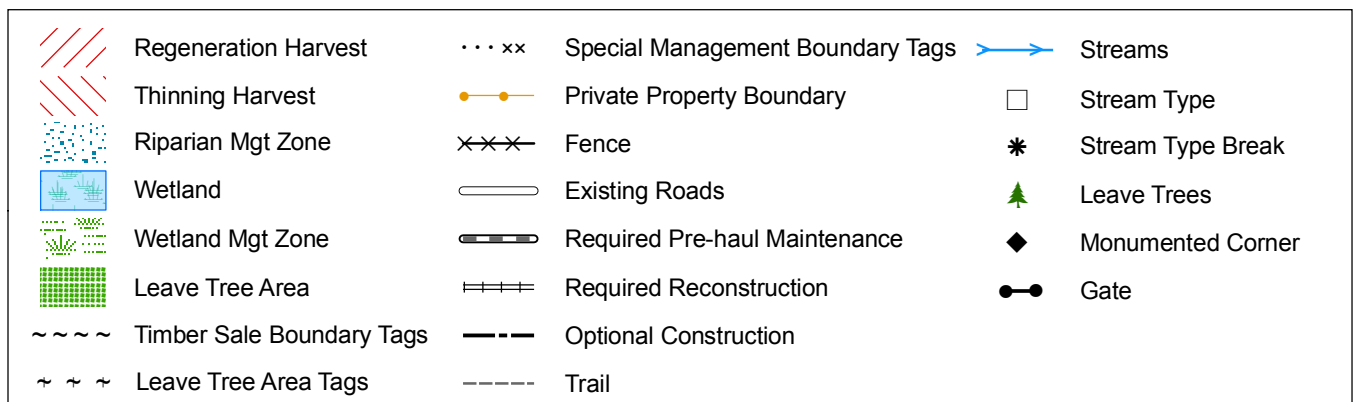 Regeneration Harvest
Thinning Harvest
Riparian Mgt Zone
Wetland
Wetland Mgt Zone
Leave Tree Area
Timber Sale Boundary Tags
Leave Tree Area Tags
Special Management Boundary Tags
Private Property Boundary
Fence
Existing Roads
Required Pre-haul Maintenance
Required Reconstruction
Optional Construction
Trail
Streams
Stream Type
Stream Type Break
Leave Trees
Monumented Corner
Gate